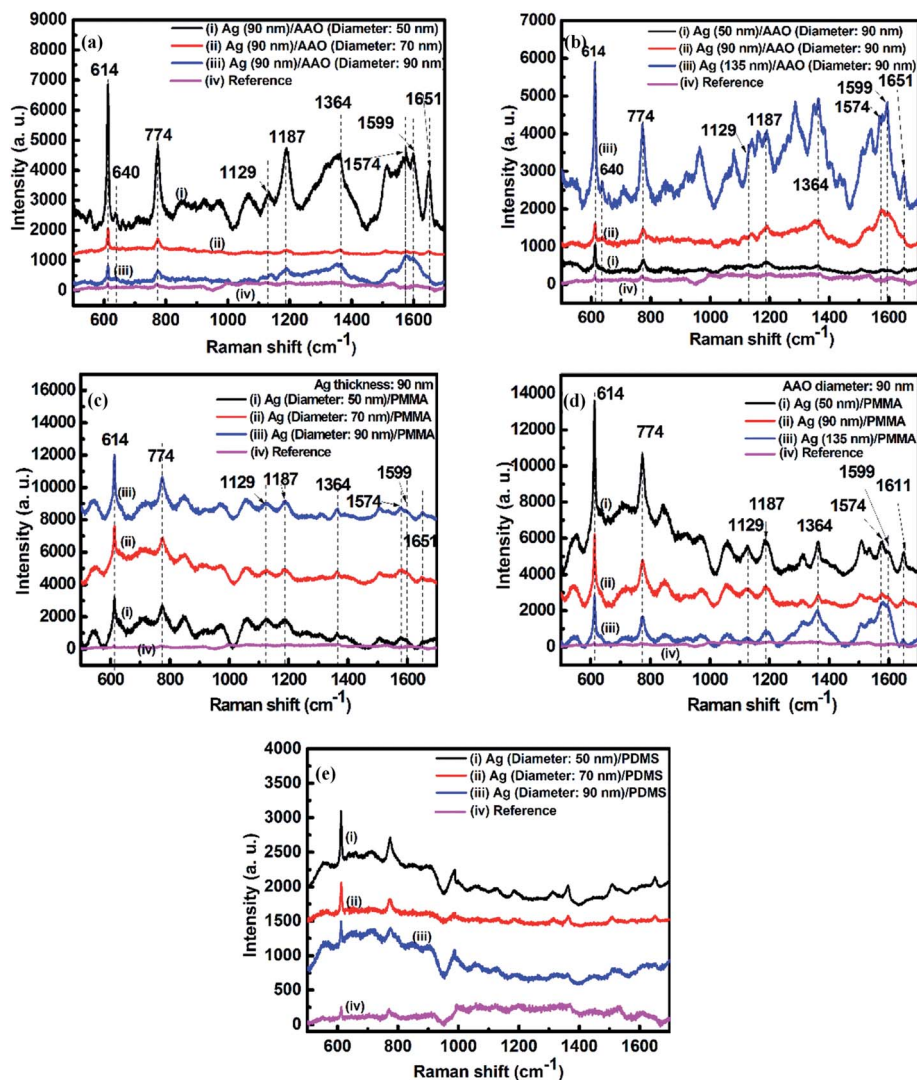 (a)
(i) Ag (90 nm)/AAO (Diameter: 50 nm)
(ii) Ag (90 nm)/AAO (Diameter: 70 nm)
(iii) Ag (90 nm)/AAO (Diameter: 90 nm)
(iv) Reference
614
640
774
1129
1187
1364
1574
1599
1651
(i)
(ii)
(iii)
(iv)
9000
8000
7000
6000
5000
4000
3000
2000
1000
0
Intensity (a. u.)
600 800 1000 1200 1400 1600
Raman shift (cm-1)
(b)
(i) Ag (50 nm)/AAO (Diameter: 90 nm)
(ii) Ag (90 nm)/AAO (Diameter: 90 nm)
(iii) Ag (135 nm)/AAO (Diameter: 90 nm)
(iv) Reference
614
640
774
1129
1187
1364
1574
1599
1651
(iii)
(ii)
(i)
(iv)
7000
6000
5000
4000
3000
2000
1000
0
Intensity (a. u.)
600 800 1000 1200 1400 1600
Raman shift (cm-1)
(c)
Ag thickness: 90 nm
(i) Ag (Diameter: 50 nm)/PMMA
(ii) Ag (Diameter: 70 nm)/PMMA
(iii) Ag (Diameter: 90 nm)/PMMA
(iv) Reference
614
774
1129
1187
1364
1574
1599
1651
(iii)
(ii)
(i)
(iv)
16000
14000
12000
10000
8000
6000
4000
2000
0
Intensity (a. u.)
600 800 1000 1200 1400 1600
Raman shift (cm-1)
(d)
AAO diameter: 90 nm
(i) Ag (50 nm)/PMMA
(ii) Ag (90 nm)/PMMA
(iii) Ag (135 nm)/PMMA
(iv) Reference
614
774
1129
1187
1364
1574
1599
1611
(i)
(ii)
(iii)
(iv)
14000
12000
10000
8000
6000
4000
2000
0
Intensity (a. u.)
600 800 1000 1200 1400 1600
Raman shift (cm-1)
(e)
(i) Ag (Diameter: 50 nm)/PDMS
(ii) Ag (Diameter: 70 nm)/PDMS
(iii) Ag (Diameter: 90 nm)/PDMS
(iv) Reference
(i)
(ii)
(iii)
(iv)
4000
3500
3000
2500
2000
1500
1000
500
0
Intensity (a. u.)
600 800 1000 1200 1400 1600
Raman shift (cm-1)